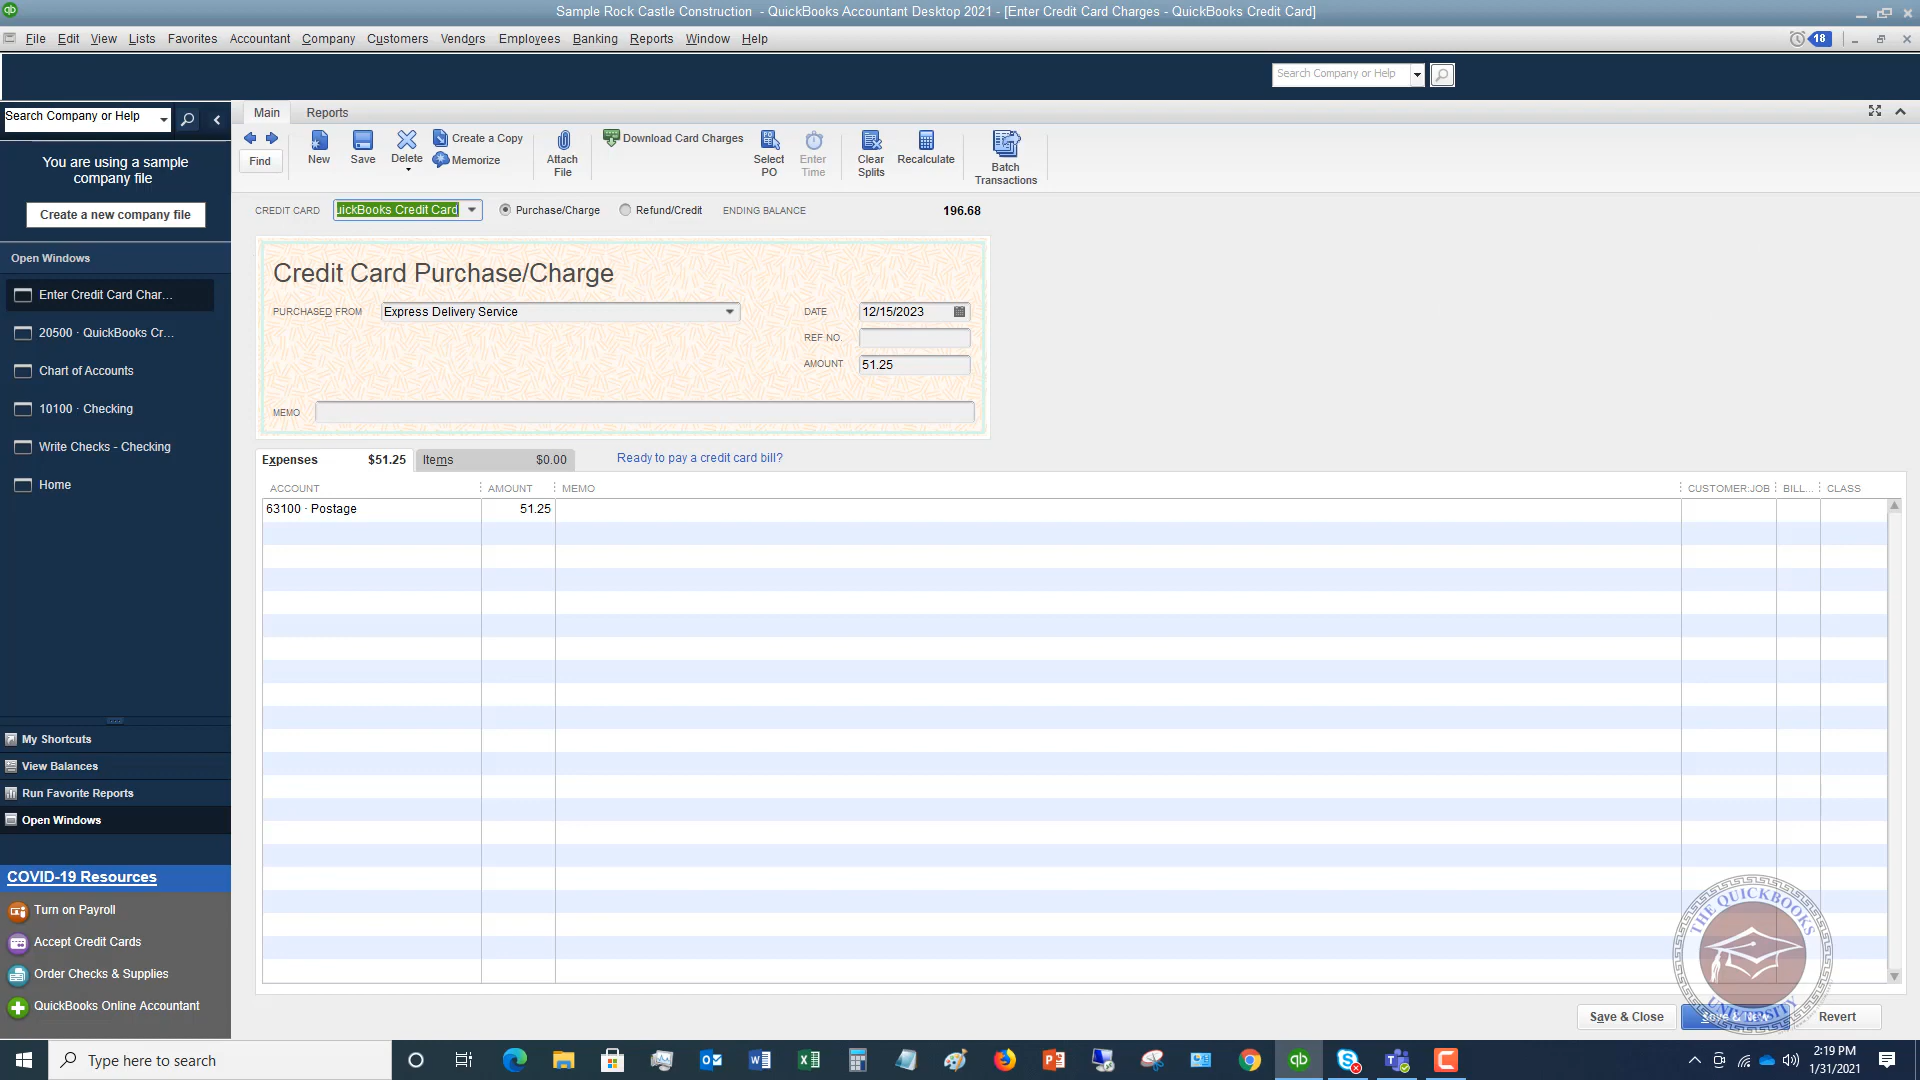 Sample Rock Castle Construction - QuickBooks Accountant Desktop 2021 - [Enter Credit Card Charges - QuickBooks Credit Card]
File Edit View Lists Favorites Accountant Company Customers Vendors Employees Banking Reports Window Help
18
Search Company or Help
Search Company or Help
Main Reports
Find
New
Save
Delete
Create a Copy
Memorize
Attach
File
Download Card Charges
Select
PO
Enter
Time
Clear
Splits
Recalculate
Batch
Transactions
You are using a sample
company file
Create a new company file
CREDIT CARD uickBooks Credit Card Purchase/Charge Refund/Credit ENDING BALANCE 196.68
Open Windows
Enter Credit Card Char...
20500 · QuickBooks Cr...
Chart of Accounts
10100 · Checking
Write Checks - Checking
Home
Credit Card Purchase/Charge
PURCHASED FROM Express Delivery Service DATE 12/15/2023
REF NO.
AMOUNT 51.25
MEMO
Expenses $51.25 Items $0.00 Ready to pay a credit card bill?
ACCOUNT AMOUNT MEMO CUSTOMER:JOB BILL... CLASS
63100 · Postage 51.25
My Shortcuts
View Balances
Run Favorite Reports
Open Windows
COVID-19 Resources
Turn on Payroll
Accept Credit Cards
Order Checks & Supplies
QuickBooks Online Accountant
THE QUICKBOOKS
UNIVERSITY
Save & Close Save & New Revert
Type here to search
2:19 PM
1/31/2021